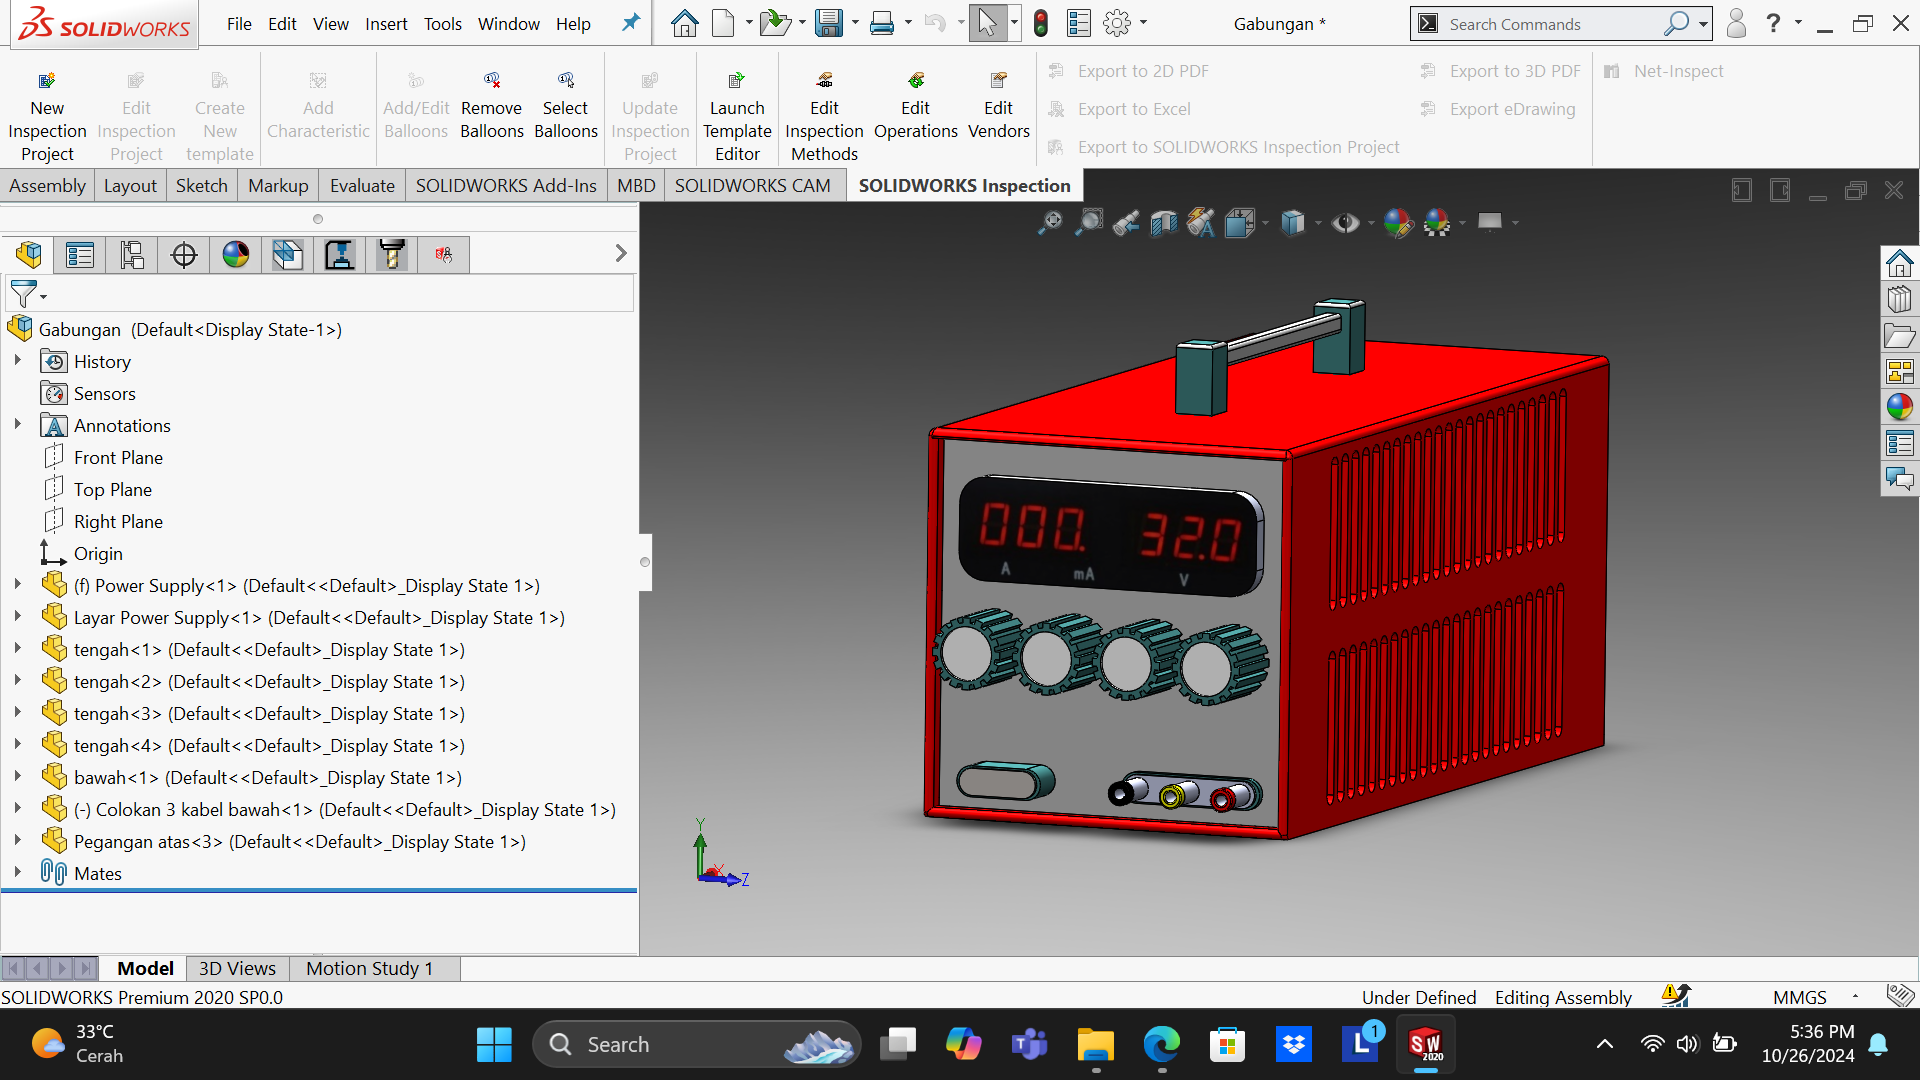 SOLIDWORKS File Edit View Insert Tools Window Help Gabungan * Search Commands ?
New Inspection Project
Edit Inspection Project
Create New template
Add Characteristic
Add/Edit Balloons
Remove Balloons
Select Balloons
Update Inspection Project
Launch Template Editor
Edit Inspection Methods
Edit Operations
Edit Vendors
Export to 2D PDF
Export to Excel
Export to SOLIDWORKS Inspection Project
Export to 3D PDF
Export eDrawing
Net-Inspect
Assembly Layout Sketch Markup Evaluate SOLIDWORKS Add-Ins MBD SOLIDWORKS CAM SOLIDWORKS Inspection
Gabungan (Default<Display State-1>)
History
Sensors
Annotations
Front Plane
Top Plane
Right Plane
Origin
(f) Power Supply<1> (Default<<Default>_Display State 1>)
Layar Power Supply<1> (Default<<Default>_Display State 1>)
tengah<1> (Default<<Default>_Display State 1>)
tengah<2> (Default<<Default>_Display State 1>)
tengah<3> (Default<<Default>_Display State 1>)
tengah<4> (Default<<Default>_Display State 1>)
bawah<1> (Default<<Default>_Display State 1>)
(-) Colokan 3 kabel bawah<1> (Default<<Default>_Display State 1>)
Pegangan atas<3> (Default<<Default>_Display State 1>)
Mates
000. 32.0
A mA V
Y
X
Z
Model 3D Views Motion Study 1
SOLIDWORKS Premium 2020 SP0.0 Under Defined Editing Assembly MMGS
33°C
Cerah
Search
L 1
SW 2020
5:36 PM
10/26/2024